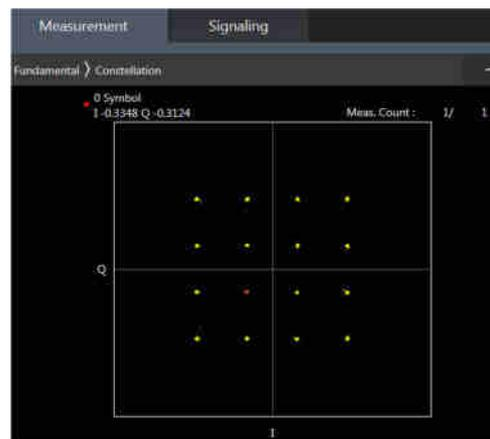 Measurement Signaling
Fundamental 〉 Constellation
0 Symbol
I -0.3348 Q -0.3124 Meas. Count : 1/ 1
Q
I